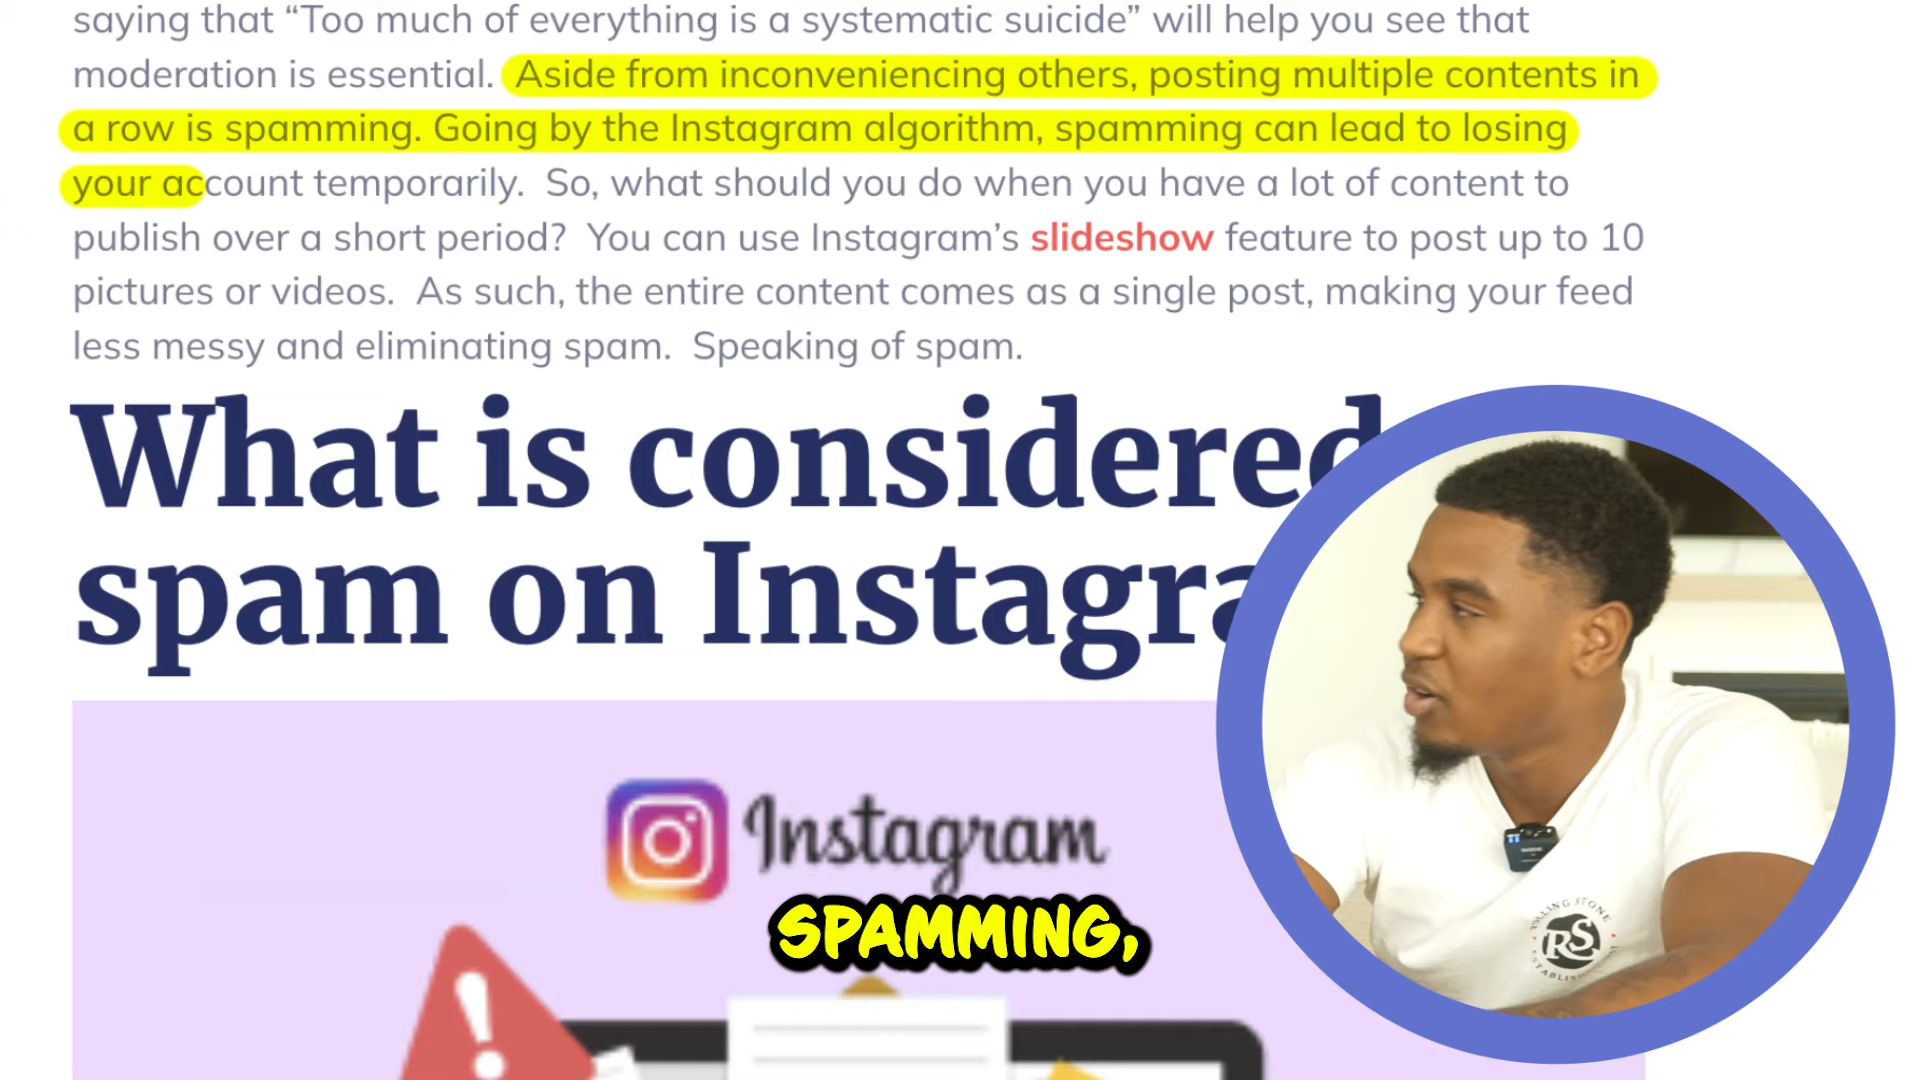 saying that “Too much of everything is a systematic suicide” will help you see that
moderation is essential. Aside from inconveniencing others, posting multiple contents in
a row is spamming. Going by the Instagram algorithm, spamming can lead to losing
your account temporarily. So, what should you do when you have a lot of content to
publish over a short period? You can use Instagram’s slideshow feature to post up to 10
pictures or videos. As such, the entire content comes as a single post, making your feed
less messy and eliminating spam. Speaking of spam.
What is considered
spam on Instagra
Instagram
SPAMMING,
ROLLING STONE
RS
ESTABLIS